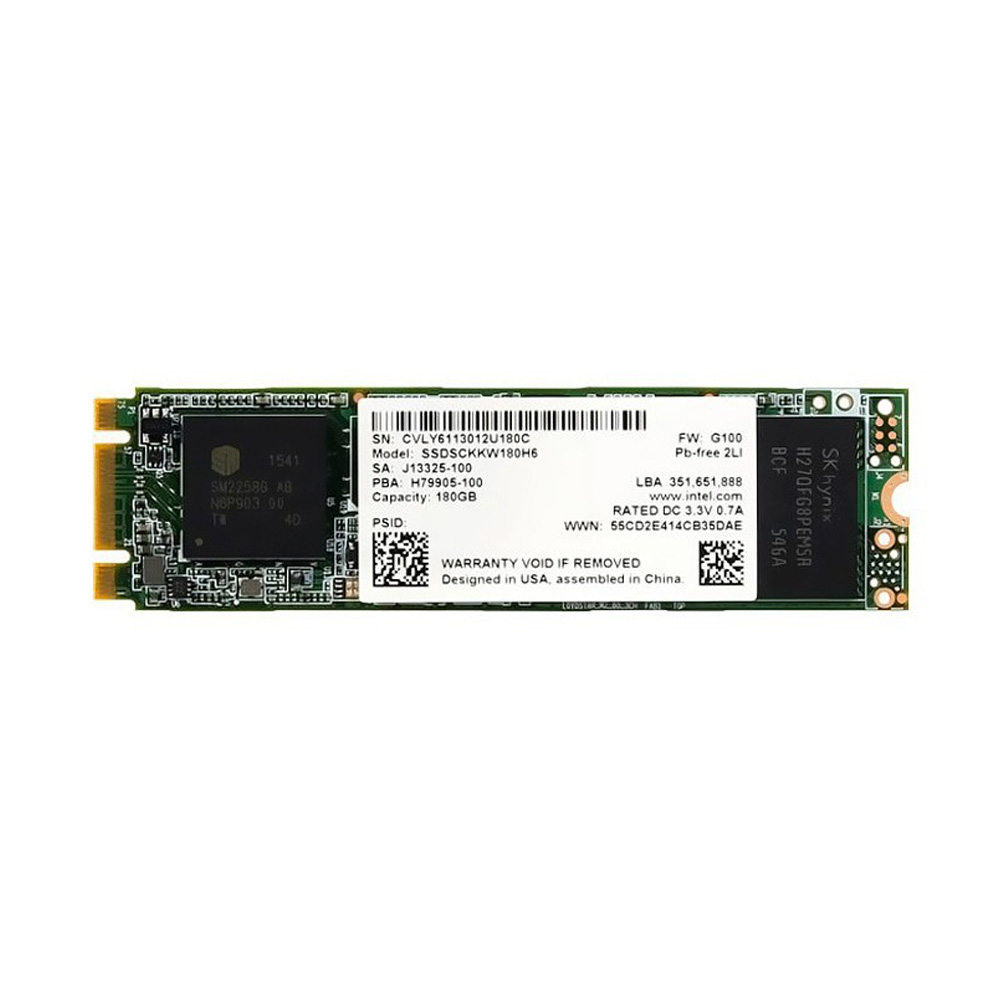 1541
SM2258G AB
N6P903 00
TW 4D
SN: CVLY6113012U180C
Model: SSDSCKKW180H6
SA: J13325-100
PBA: H79905-100
Capacity: 180GB
PSID:
FW: G100
Pb-free 2LI
LBA 351,651,888
www.intel.com
RATED DC 3.3V 0.7A
WWN: 55CD2E414CB35DAE
WARRANTY VOID IF REMOVED
Designed in USA, assembled in China.
SKhynix
H27QFG8PEM5R
BCF 546A
TOP